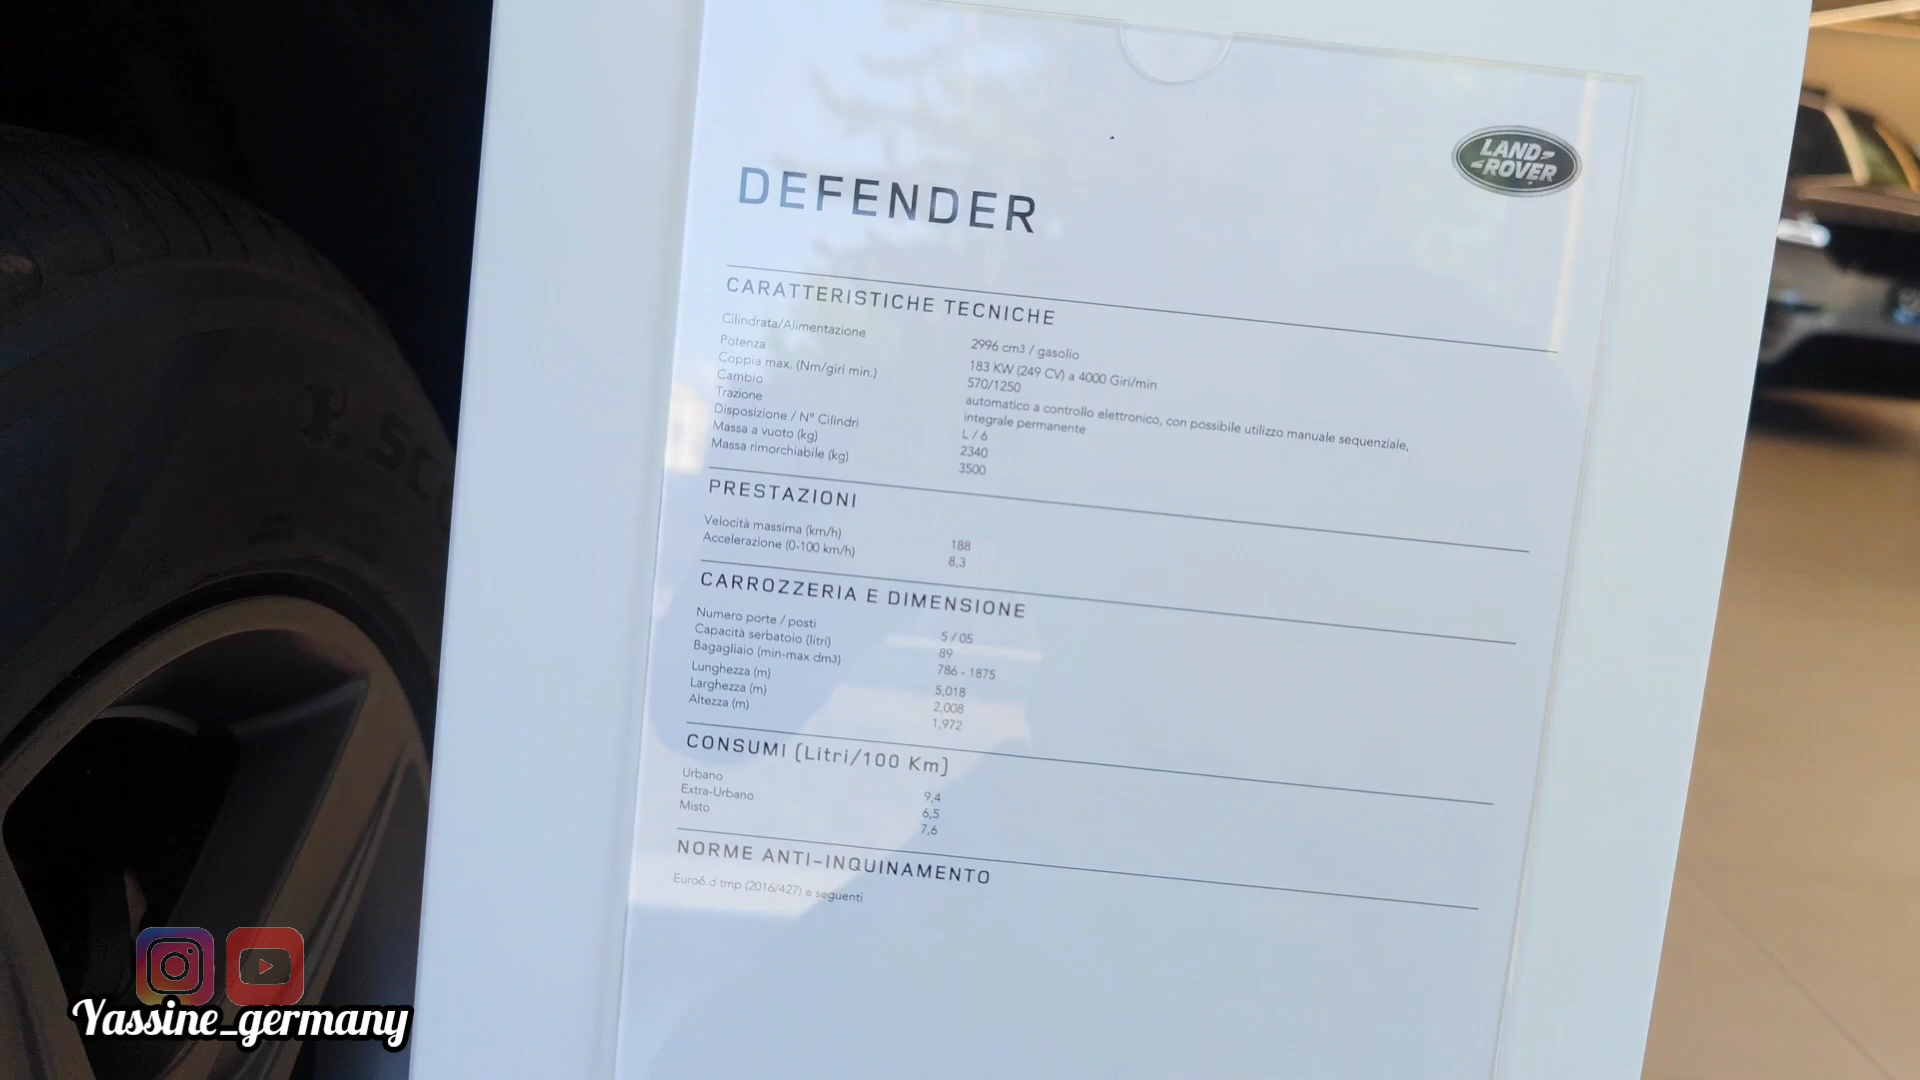 LAND
ROVER
DEFENDER
CARATTERISTICHE TECNICHE
Cilindrata/Alimentazione 2996 cm3 / gasolio
Potenza 183 KW (249 CV) a 4000 Giri/min
Coppia max. (Nm/giri min.) 570/1250
Cambio automatico a controllo elettronico, con possibile utilizzo manuale sequenziale,
Trazione integrale permanente
Disposizione / N° Cilindri L / 6
Massa a vuoto (kg) 2340
Massa rimorchiabile (kg) 3500
PRESTAZIONI
Velocità massima (km/h) 188
Accelerazione (0-100 km/h) 8,3
CARROZZERIA E DIMENSIONE
Numero porte / posti 5 / 05
Capacità serbatoio (litri) 89
Bagagliaio (min-max dm3) 786 - 1875
Lunghezza (m) 5,018
Larghezza (m) 2,008
Altezza (m) 1,972
CONSUMI (Litri/100 Km)
Urbano 9,4
Extra-Urbano 6,5
Misto 7,6
NORME ANTI-INQUINAMENTO
Euro6.d tmp (2016/427) e seguenti
Yassine_germany